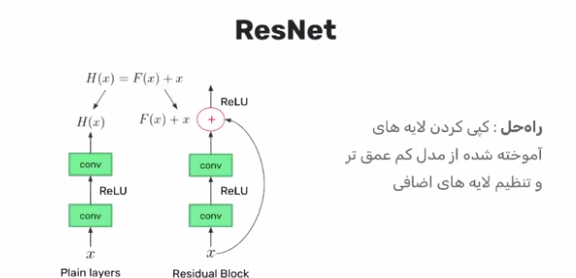 ResNet
H(x) = F(x) + x
H(x)
F(x) + x
ReLU
+
conv
ReLU
conv
x
Plain layers
conv
ReLU
conv
x
Residual Block
راه‌حل : کپی کردن لایه های
آموخته شده از مدل کم عمق تر
و تنظیم لایه های اضافی